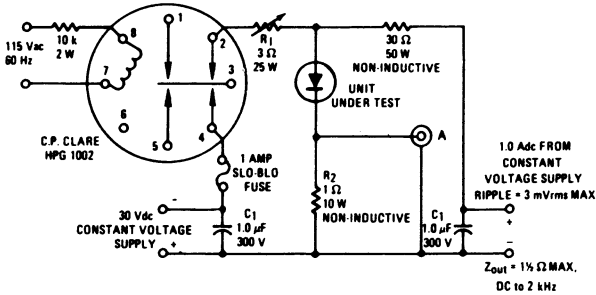 115 Vac
60 Hz
10 k
2 W
8
7
6
1
2
3
4
5
C.P. CLARE
HPG 1002
R1
3 Ω
25 W
30 Ω
50 W
NON-INDUCTIVE
UNIT
UNDER TEST
A
1 AMP
SLO-BLO
FUSE
R2
1 Ω
10 W
NON-INDUCTIVE
1.0 Adc FROM
CONSTANT
VOLTAGE SUPPLY
RIPPLE = 3 mVrms MAX
-
30 Vdc
CONSTANT VOLTAGE
SUPPLY
+
C1
1.0 μF
300 V
C1
1.0 μF
300 V
+
-
Zout = 1½ Ω MAX,
DC to 2 kHz